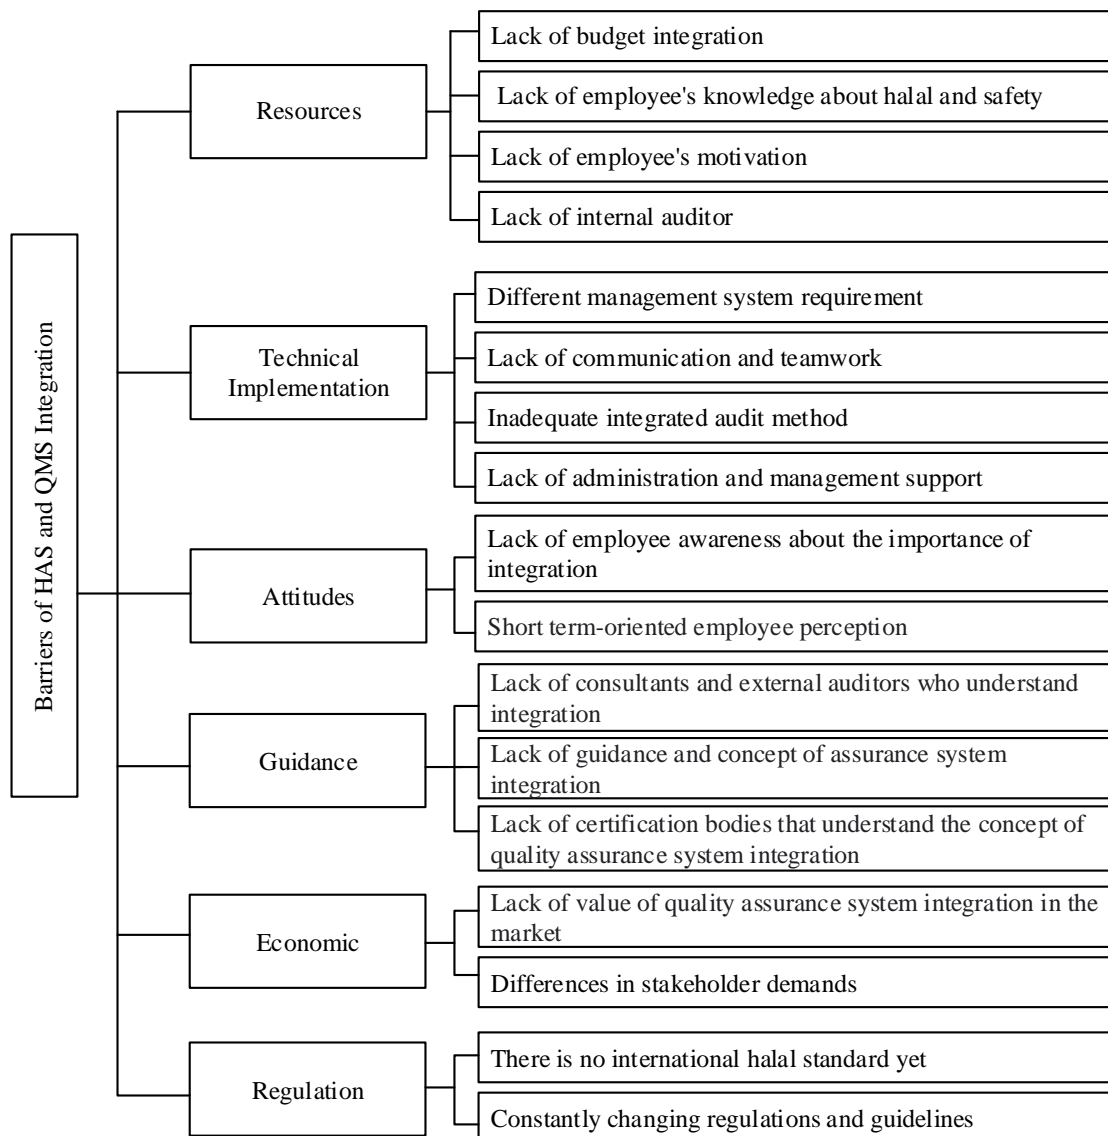 Barriers of HAS and QMS Integration
Resources
Lack of budget integration
Lack of employee's knowledge about halal and safety
Lack of employee's motivation
Lack of internal auditor
Technical
Implementation
Different management system requirement
Lack of communication and teamwork
Inadequate integrated audit method
Lack of administration and management support
Attitudes
Lack of employee awareness about the importance of
integration
Short term-oriented employee perception
Guidance
Lack of consultants and external auditors who understand
integration
Lack of guidance and concept of assurance system
integration
Lack of certification bodies that understand the concept of
quality assurance system integration
Economic
Lack of value of quality assurance system integration in the
market
Differences in stakeholder demands
Regulation
There is no international halal standard yet
Constantly changing regulations and guidelines